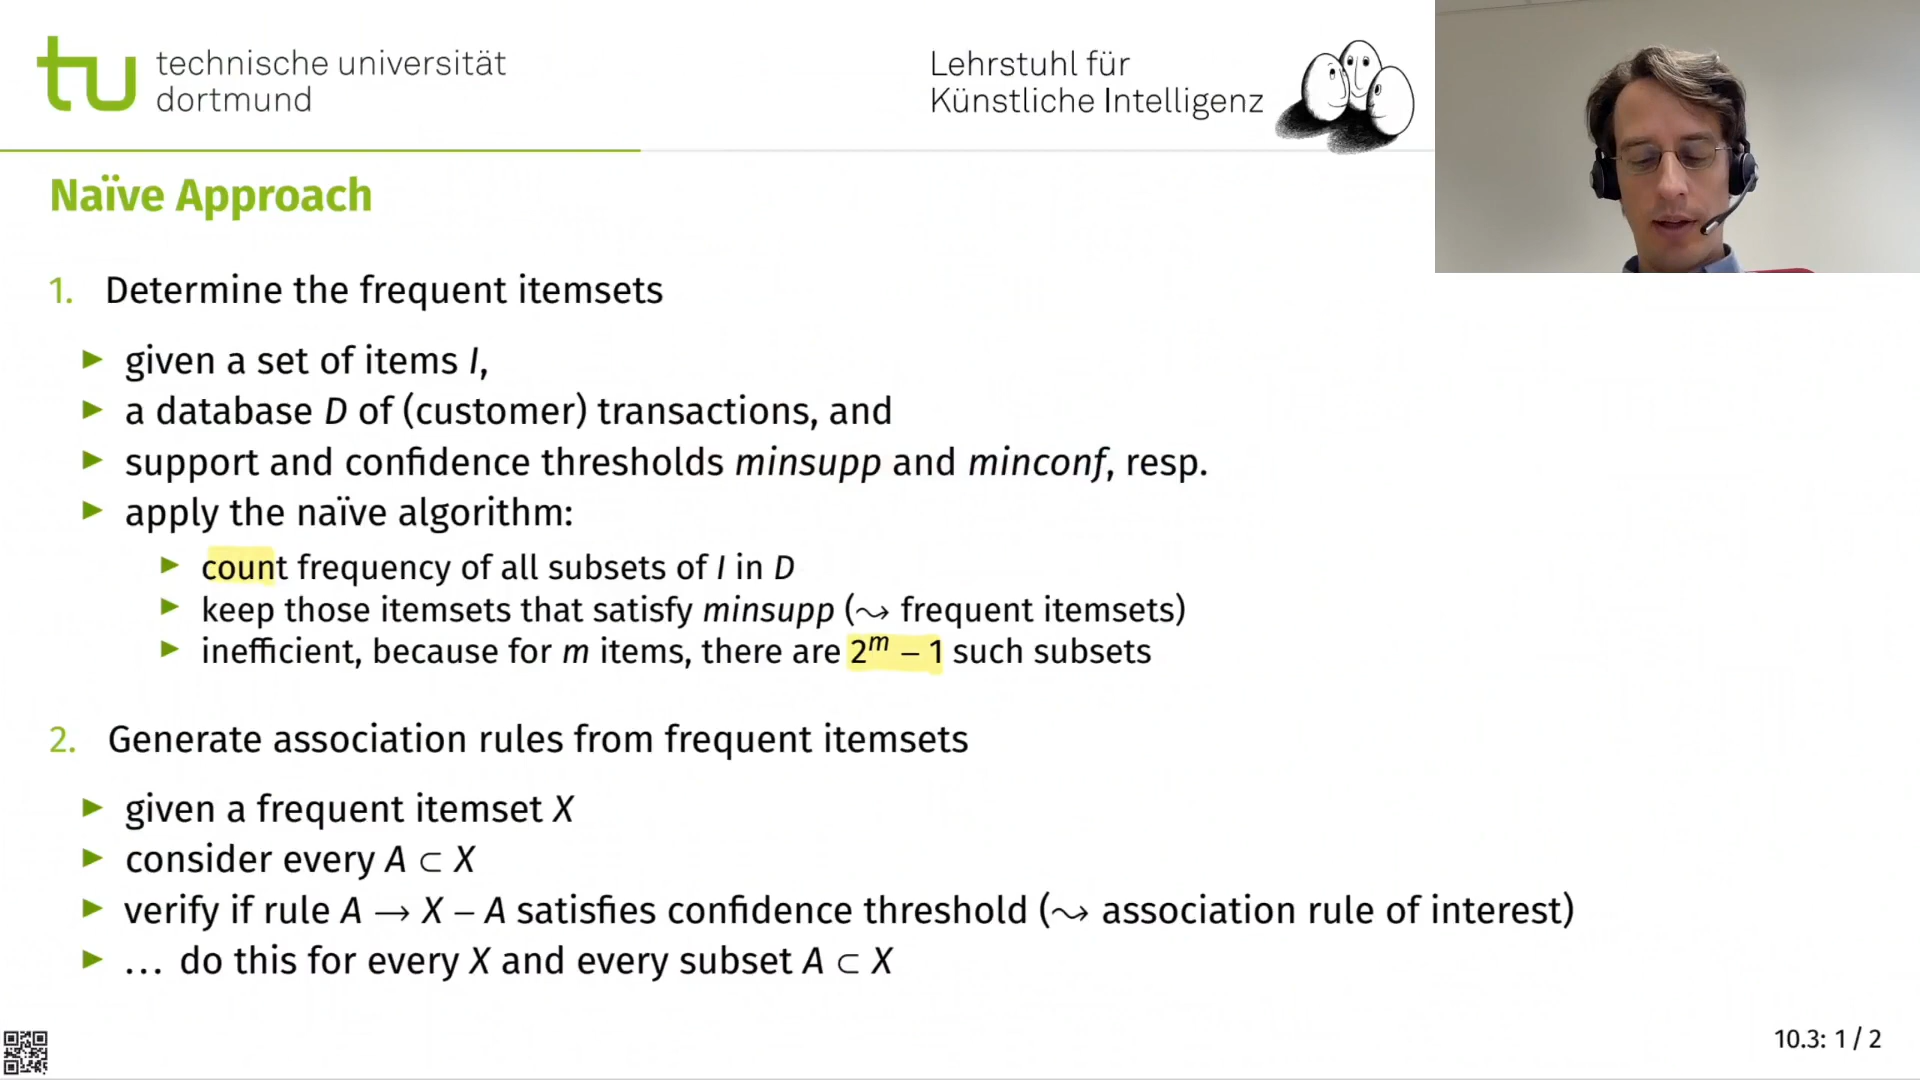 technische universität
dortmund
Lehrstuhl für
Künstliche Intelligenz
Naïve Approach
1. Determine the frequent itemsets
▶ given a set of items I,
▶ a database D of (customer) transactions, and
▶ support and confidence thresholds minsupp and minconf, resp.
▶ apply the naïve algorithm:
▶ count frequency of all subsets of I in D
▶ keep those itemsets that satisfy minsupp (⤳ frequent itemsets)
▶ inefficient, because for m items, there are 2^m – 1 such subsets
2. Generate association rules from frequent itemsets
▶ given a frequent itemset X
▶ consider every A ⊂ X
▶ verify if rule A → X – A satisfies confidence threshold (⤳ association rule of interest)
▶ … do this for every X and every subset A ⊂ X
10.3: 1 / 2